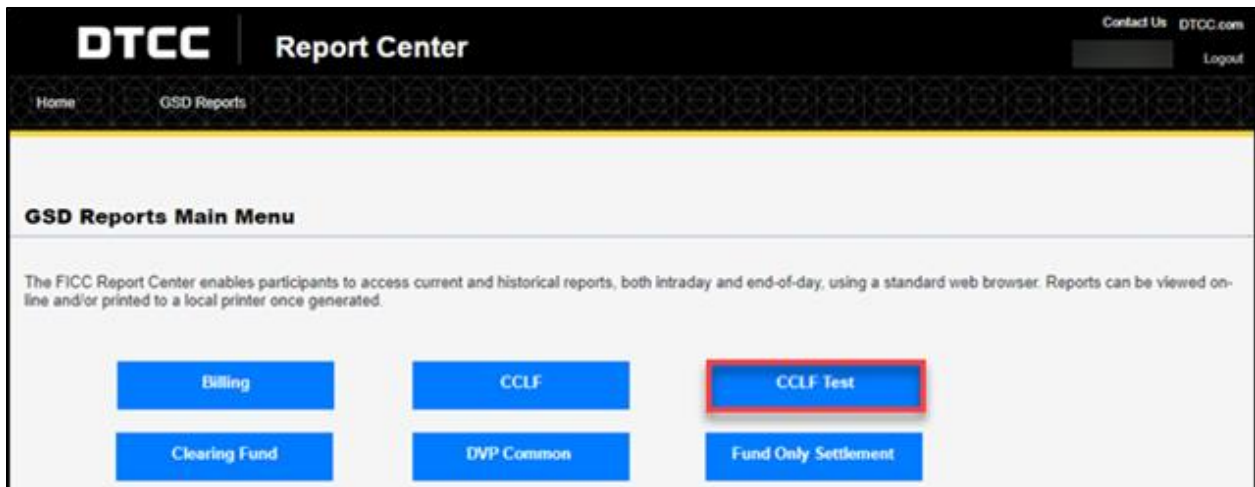 DTCC Report Center
Contact Us DTCC.com
Logout
Home GSD Reports
GSD Reports Main Menu
The FICC Report Center enables participants to access current and historical reports, both intraday and end-of-day, using a standard web browser. Reports can be viewed on-
line and/or printed to a local printer once generated.
Billing CCLF CCLF Test
Clearing Fund DVP Common Fund Only Settlement